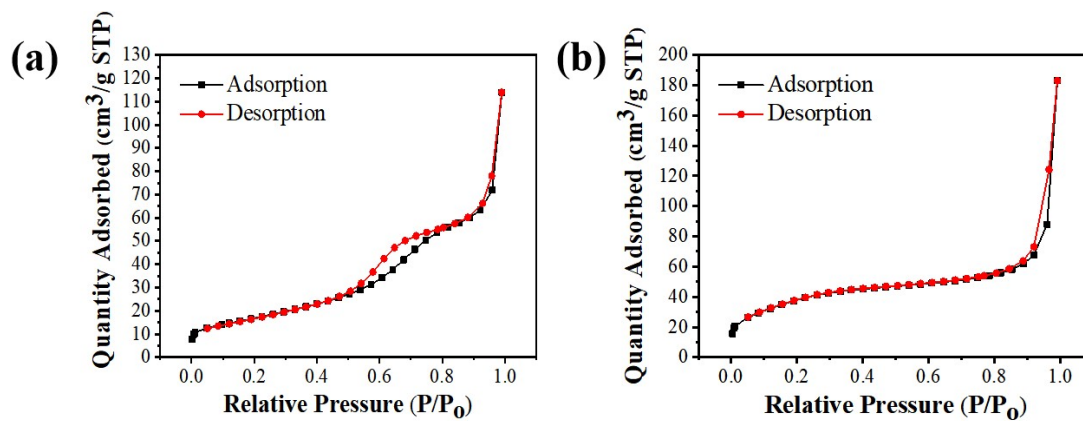 (a)
Quantity Adsorbed (cm³/g STP)
130
120
110
100
90
80
70
60
50
40
30
20
10
0
Adsorption
Desorption
0.0 0.2 0.4 0.6 0.8 1.0
Relative Pressure (P/P₀)
(b)
Quantity Adsorbed (cm³/g STP)
200
180
160
140
120
100
80
60
40
20
0
Adsorption
Desorption
0.0 0.2 0.4 0.6 0.8 1.0
Relative Pressure (P/P₀)